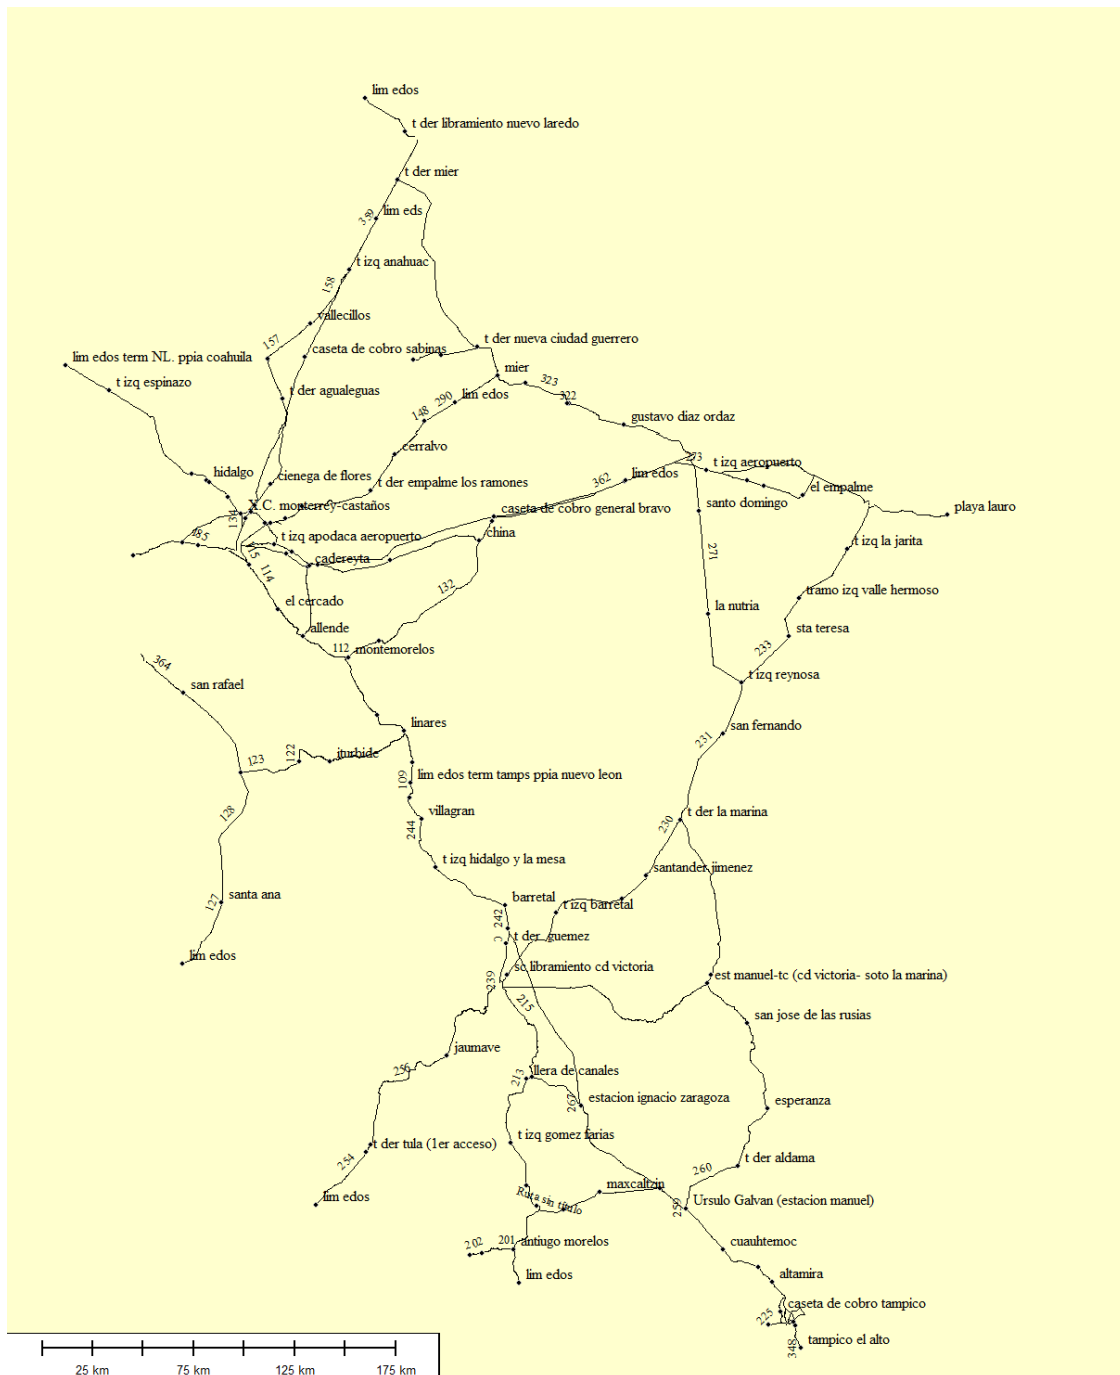 lim edos
t der libramiento nuevo laredo
t der mier
359
lim eds
t izq anahuac
158
vallecillos
157
t der nueva ciudad guerrero
caseta de cobro sabinas
lim edos term NL. ppia coahuila
t izq espinazo
mier
323
t der agualeguas
290
lim edos
322
148
gustavo diaz ordaz
cerralvo
273
t izq aeropuerto
hidalgo
cienega de flores
t der empalme los ramones
362
lim edos
el empalme
santo domingo
X.C. monterrey-castaños
caseta de cobro general bravo
playa lauro
185
t izq apodaca aeropuerto
china
t izq la jarita
115
cadereyta
271
114
132
tramo izq valle hermoso
el cercado
la nutria
allende
sta teresa
112
montemorelos
233
364
san rafael
t izq reynosa
linares
san fernando
231
123
122
iturbide
lim edos term tamps ppia nuevo leon
109
128
villagran
244
t der la marina
230
t izq hidalgo y la mesa
santander jimenez
santa ana
127
barretal
t izq barretal
242
t der guemez
lim edos
sc libramiento cd victoria
239
est manuel-tc (cd victoria- soto la marina)
215
san jose de las rusias
jaumave
256
llera de canales
213
estacion ignacio zaragoza
267
esperanza
t der tula (1er acceso)
t izq gomez farias
254
t der aldama
260
lim edos
maxcaltzin
Ruta sin titulo
259
Ursulo Galvan (estacion manuel)
202
201
antiugo morelos
cuauhtemoc
lim edos
altamira
caseta de cobro tampico
225
348
tampico el alto
25 km
75 km
125 km
175 km